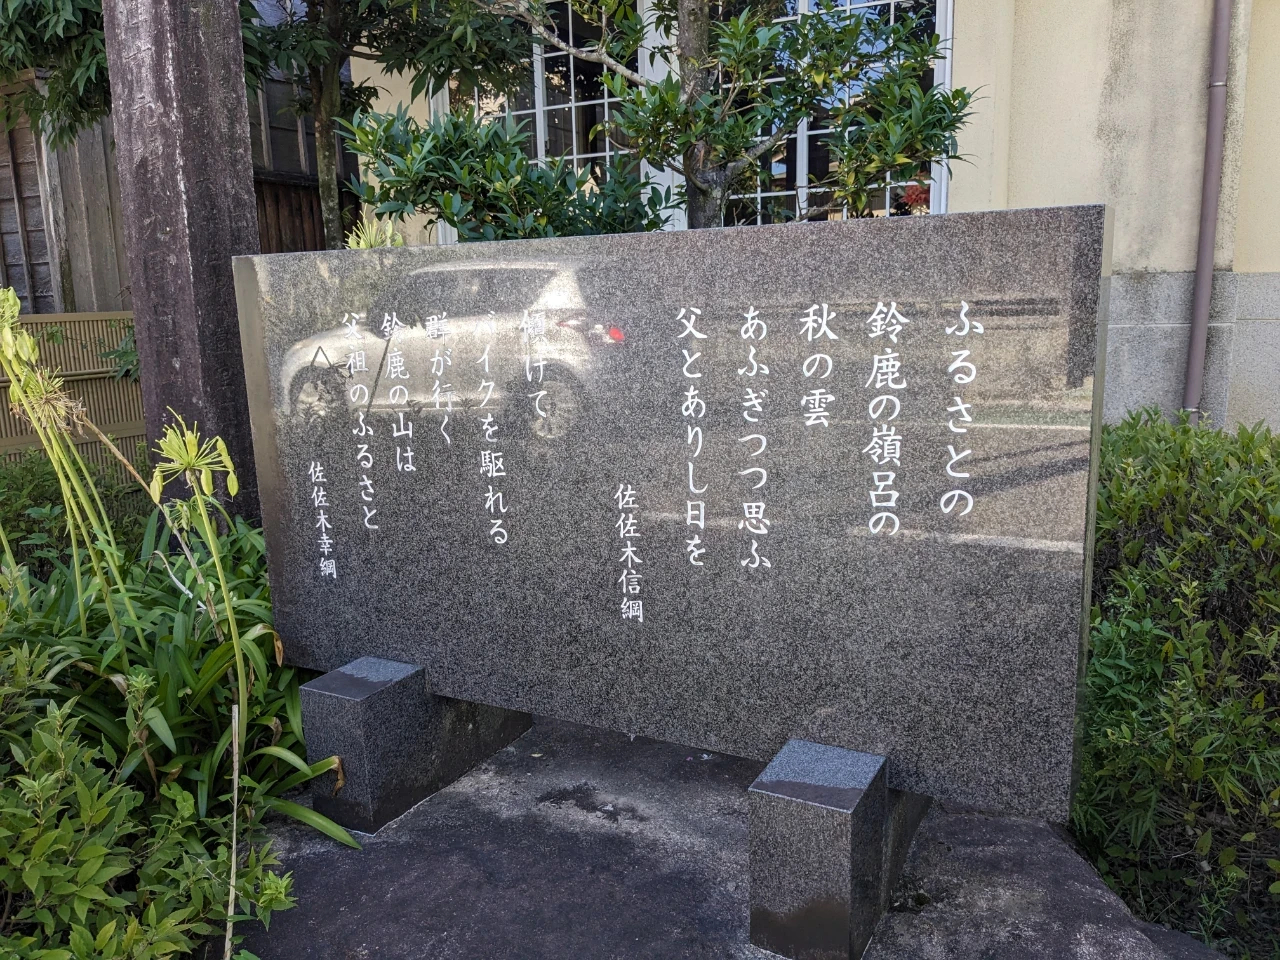 ふるさとの
鈴鹿の嶺呂の
秋の雲
あふぎつつ思ふ
父とありし日を
佐佐木信綱
傾けて
バイクを駆れる
群が行く
鈴鹿の山は
父祖のふるさと
佐佐木幸綱